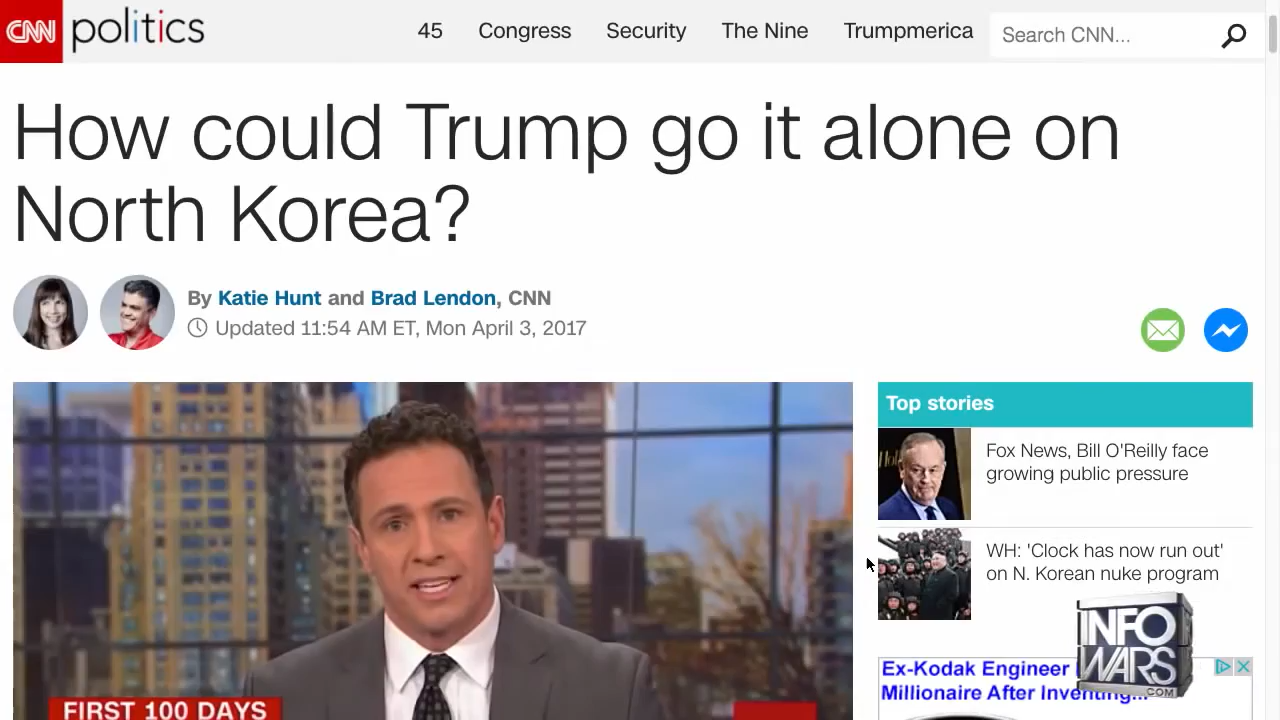 CNN politics
45 Congress Security The Nine Trumpmerica Search CNN...
How could Trump go it alone on
North Korea?
By Katie Hunt and Brad Lendon, CNN
Updated 11:54 AM ET, Mon April 3, 2017
Top stories
Fox News, Bill O'Reilly face
growing public pressure
WH: 'Clock has now run out'
on N. Korean nuke program
FIRST 100 DAYS
Ex-Kodak Engineer
Millionaire After Inventing...
INFO
WARS
.COM